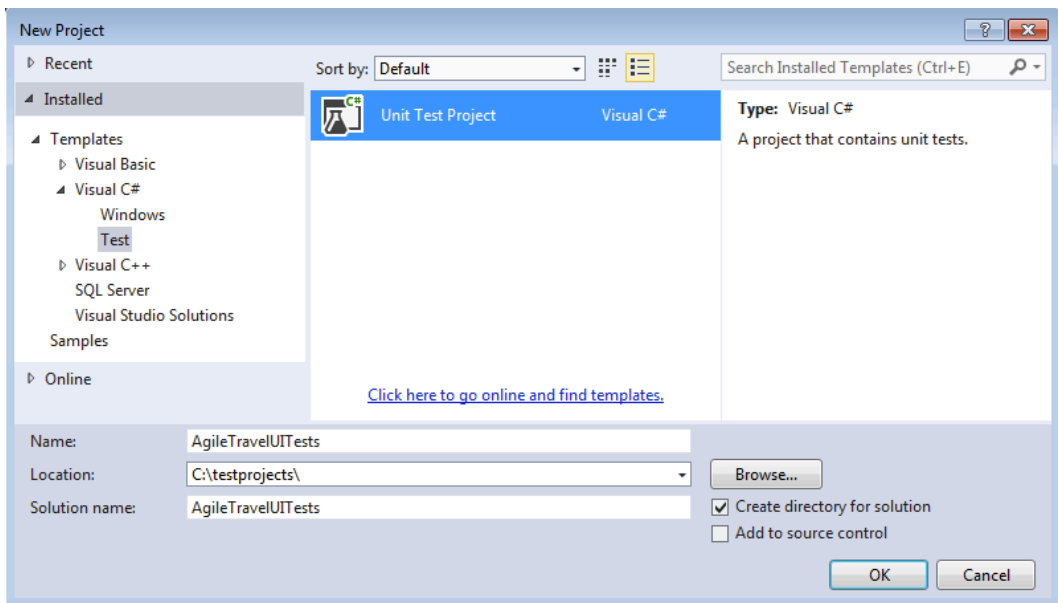 New Project
Recent
Installed
Templates
Visual Basic
Visual C#
Windows
Test
Visual C++
SQL Server
Visual Studio Solutions
Samples
Online
Sort by: Default
C#
Unit Test Project Visual C#
Click here to go online and find templates.
Search Installed Templates (Ctrl+E)
Type: Visual C#
A project that contains unit tests.
Name: AgileTravelUITests
Location: C:\testprojects\ Browse...
Solution name: AgileTravelUITests Create directory for solution
Add to source control
OK Cancel